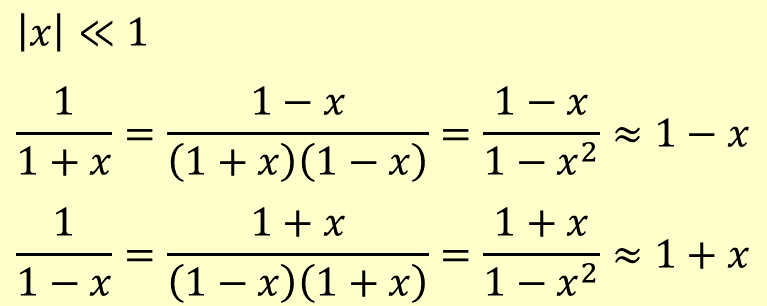 |x| ≪ 1
1/(1 + x) = (1 − x)/((1 + x)(1 − x)) = (1 − x)/(1 − x²) ≈ 1 − x
1/(1 − x) = (1 + x)/((1 − x)(1 + x)) = (1 + x)/(1 − x²) ≈ 1 + x